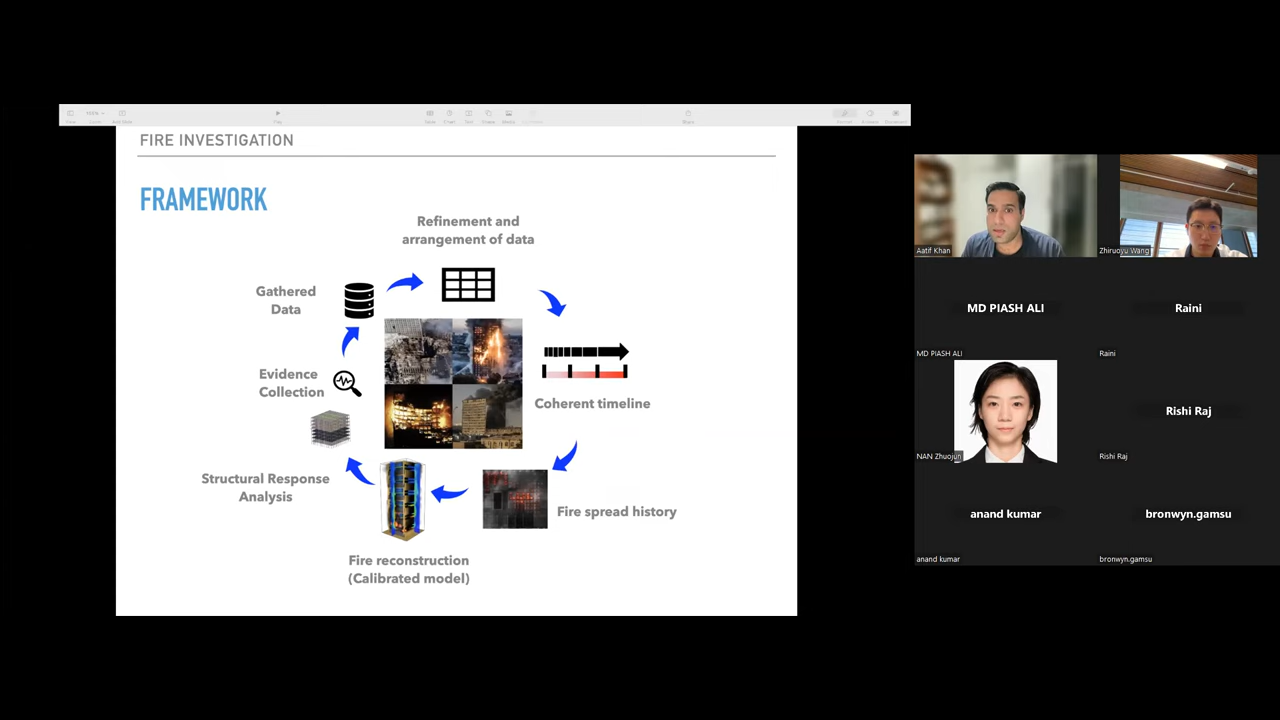 FIRE INVESTIGATION
FRAMEWORK
Refinement and
arrangement of data
Gathered
Data
Evidence
Collection
Coherent timeline
Structural Response
Analysis
Fire spread history
Fire reconstruction
(Calibrated model)
Aatif Khan
Zhiruoyu Wang
MD PIASH ALI
MD PIASH ALI
Raini
Raini
NAN Zhuojun
Rishi Raj
Rishi Raj
anand kumar
anand kumar
bronwyn.gamsu
bronwyn.gamsu